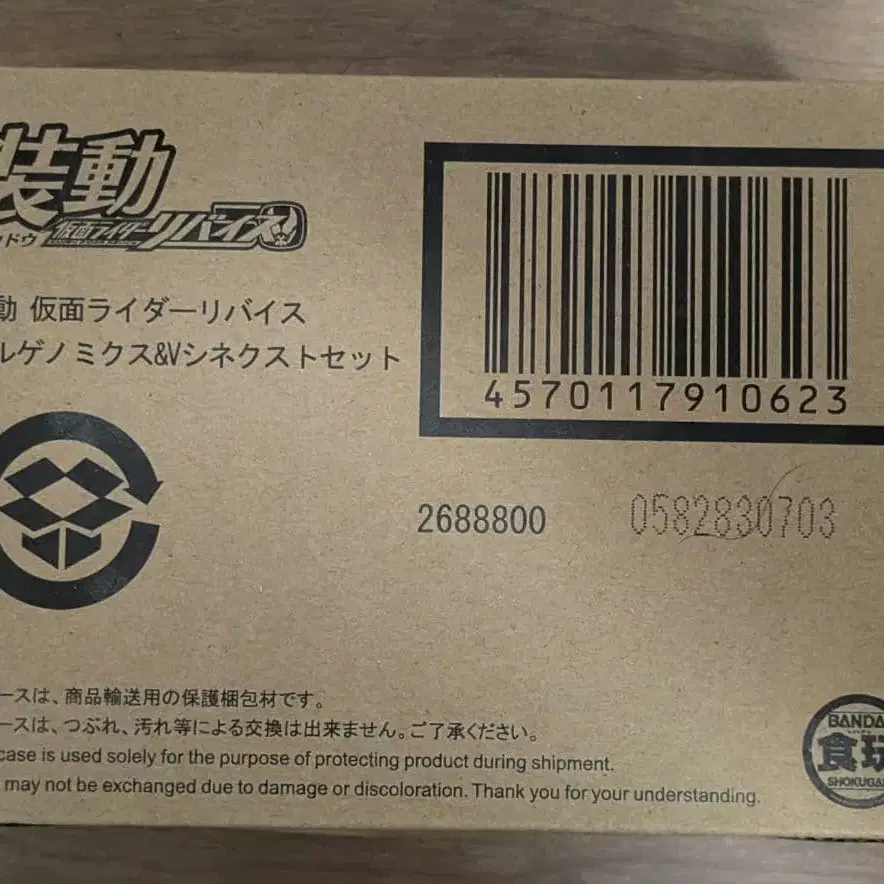 装動
ドウ 仮面ライダーリバイス
動 仮面ライダーリバイス
ルゲノミクス&Vシネクストセット
4570117910623
2688800
0582830703
ースは、商品輸送用の保護梱包材です。
ースは、つぶれ、汚れ等による交換は出来ません。ご了承ください。
case is used solely for the purpose of protecting product during shipment.
may not be exchanged due to damage or discoloration. Thank you for your understanding.
BANDA
食玩
SHOKUGA